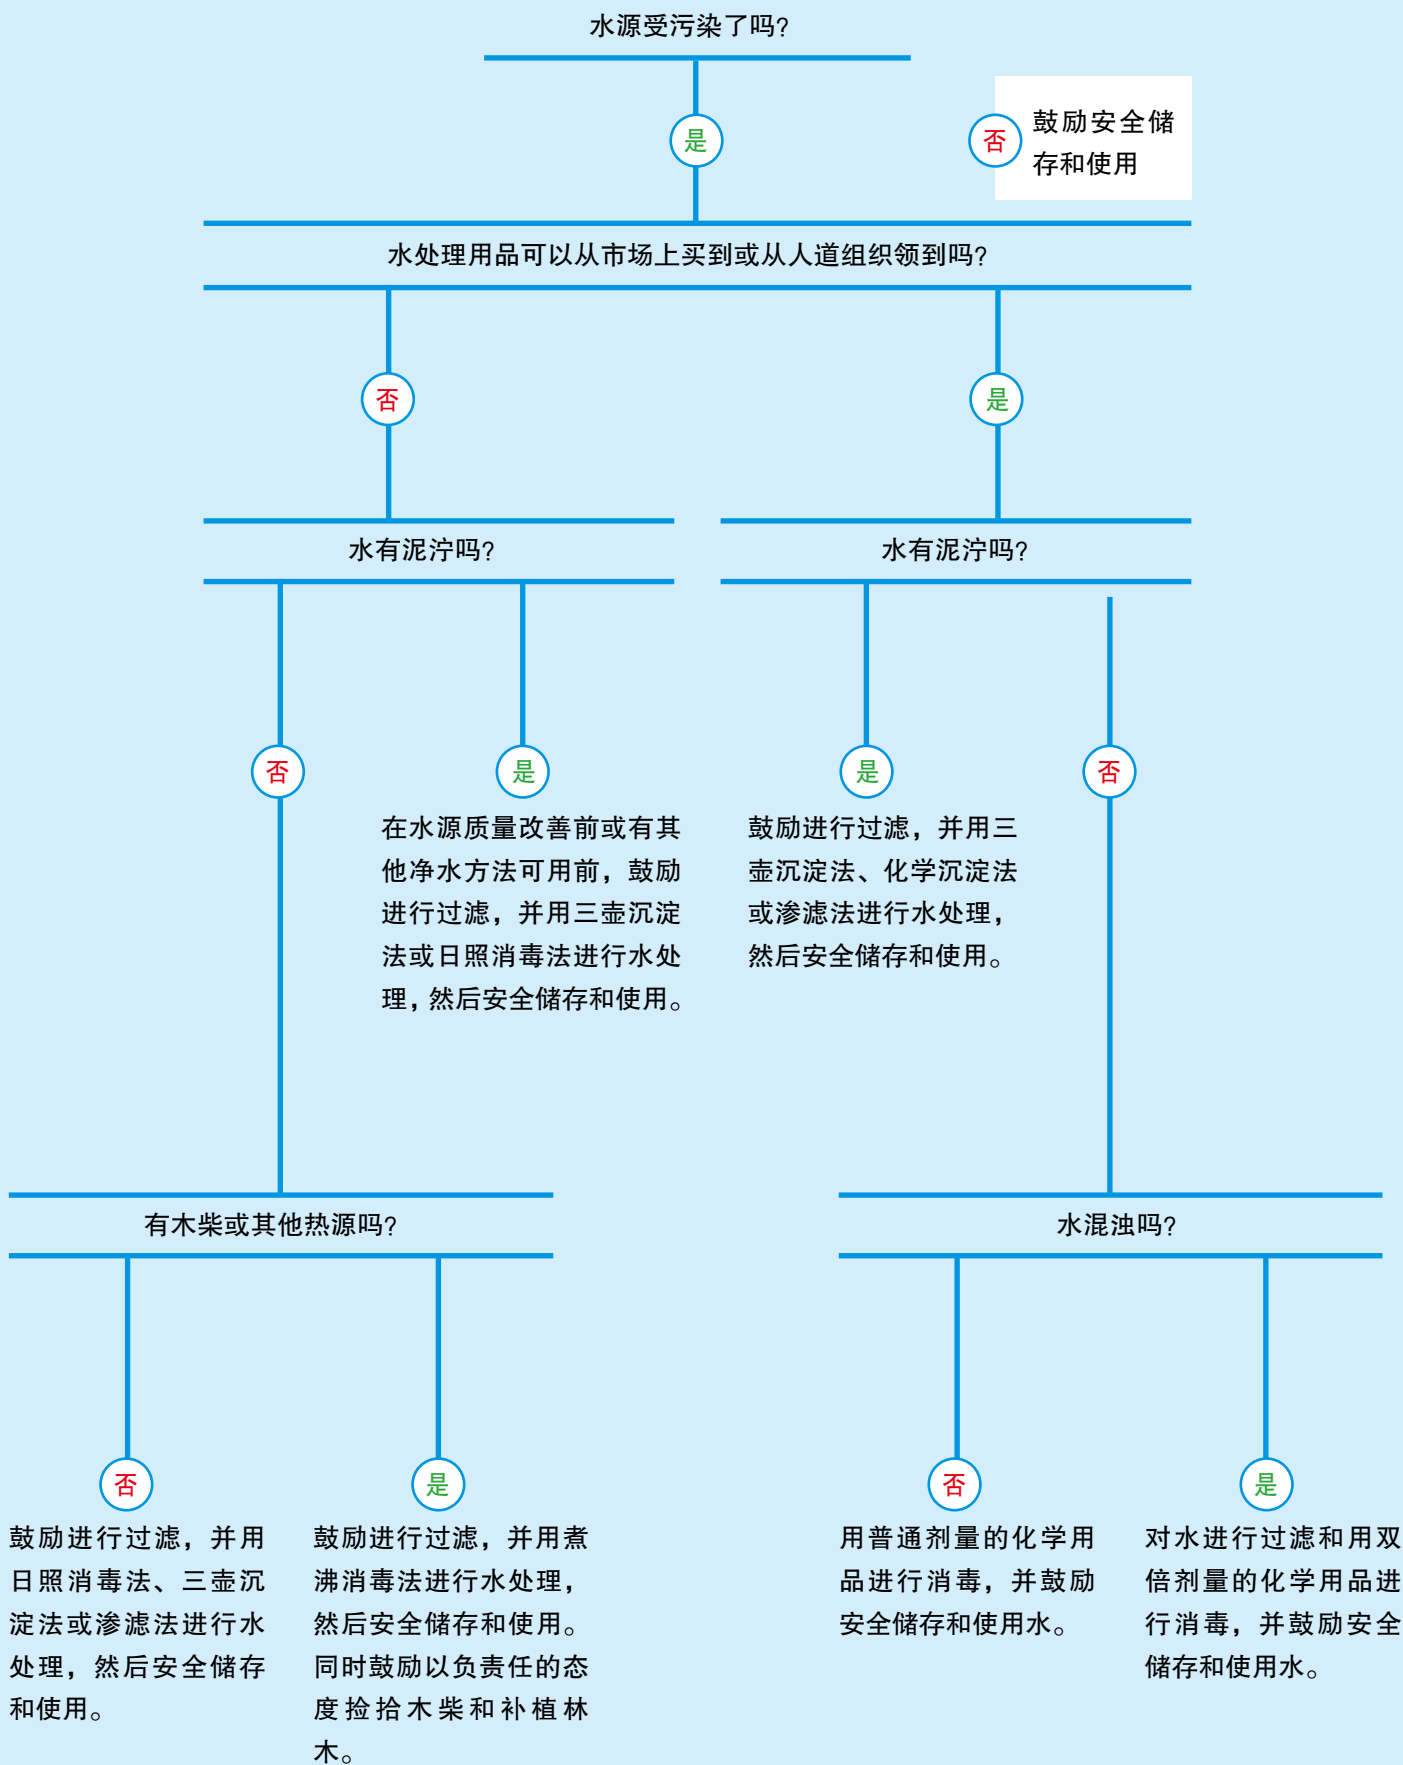 水源受污染了吗?
是
否
鼓励安全储
存和使用
水处理用品可以从市场上买到或从人道组织领到吗?
否
是
水有泥泞吗?
水有泥泞吗?
否
是
是
否
在水源质量改善前或有其
他净水方法可用前，鼓励
进行过滤，并用三壶沉淀
法或日照消毒法进行水处
理，然后安全储存和使用。
鼓励进行过滤，并用三
壶沉淀法、化学沉淀法
或渗滤法进行水处理，
然后安全储存和使用。
有木柴或其他热源吗?
水混浊吗?
否
是
否
是
鼓励进行过滤，并用
日照消毒法、三壶沉
淀法或渗滤法进行水
处理，然后安全储存
和使用。
鼓励进行过滤，并用煮
沸消毒法进行水处理，
然后安全储存和使用。
同时鼓励以负责任的态
度捡拾木柴和补植林
木。
用普通剂量的化学用
品进行消毒，并鼓励
安全储存和使用水。
对水进行过滤和用双
倍剂量的化学用品进
行消毒，并鼓励安全
储存和使用水。